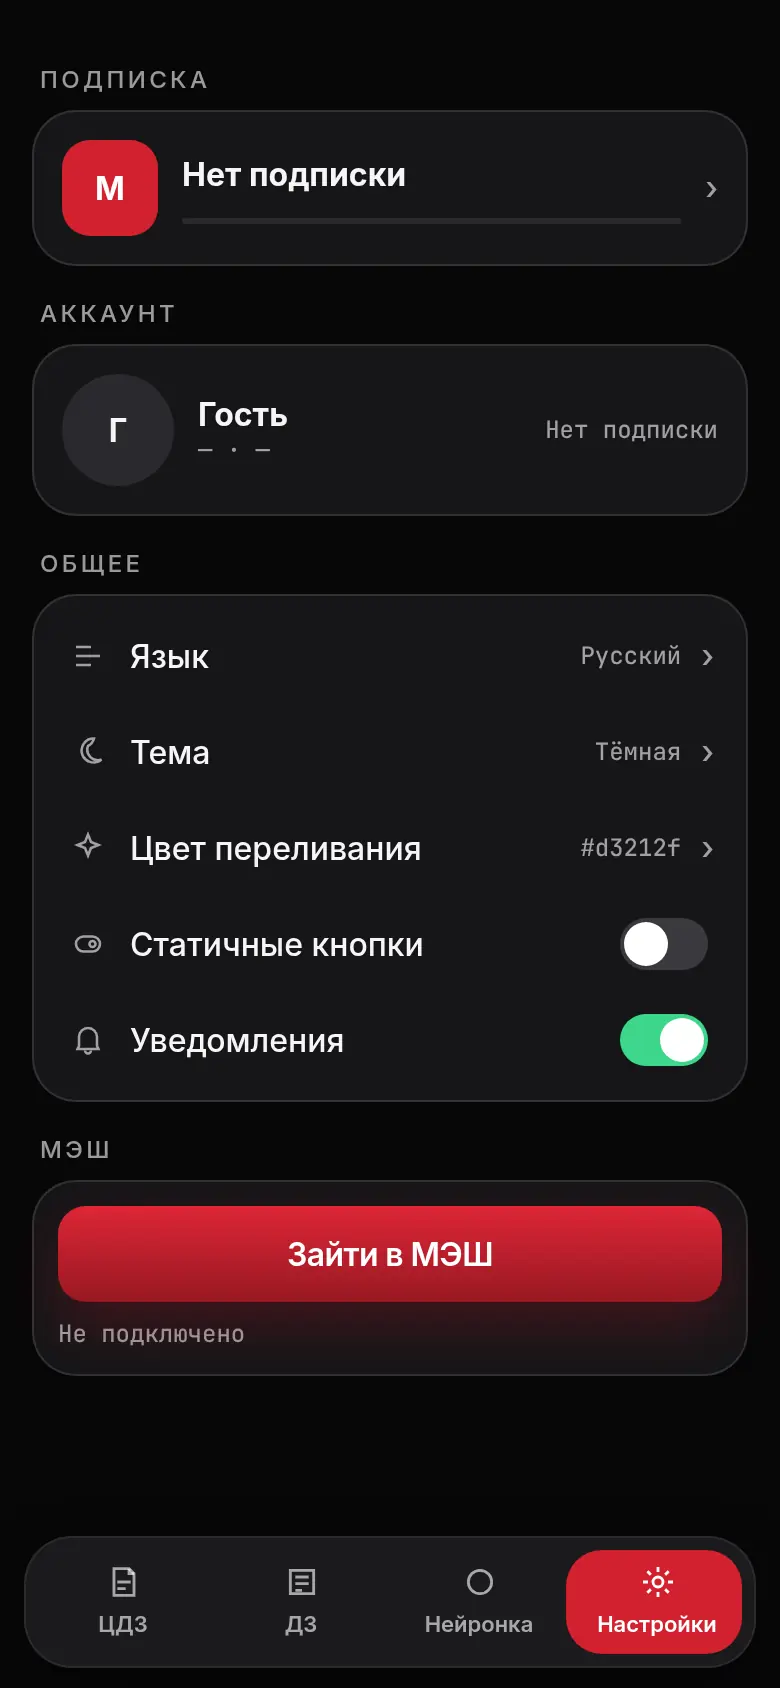 ПОДПИСКА
М
Нет подписки
›
АККАУНТ
Г
Гость
— · —
Нет подписки
ОБЩЕЕ
Язык Русский ›
Тема Тёмная ›
Цвет переливания #d3212f ›
Статичные кнопки
Уведомления
МЭШ
Зайти в МЭШ
Не подключено
ЦДЗ ДЗ Нейронка Настройки